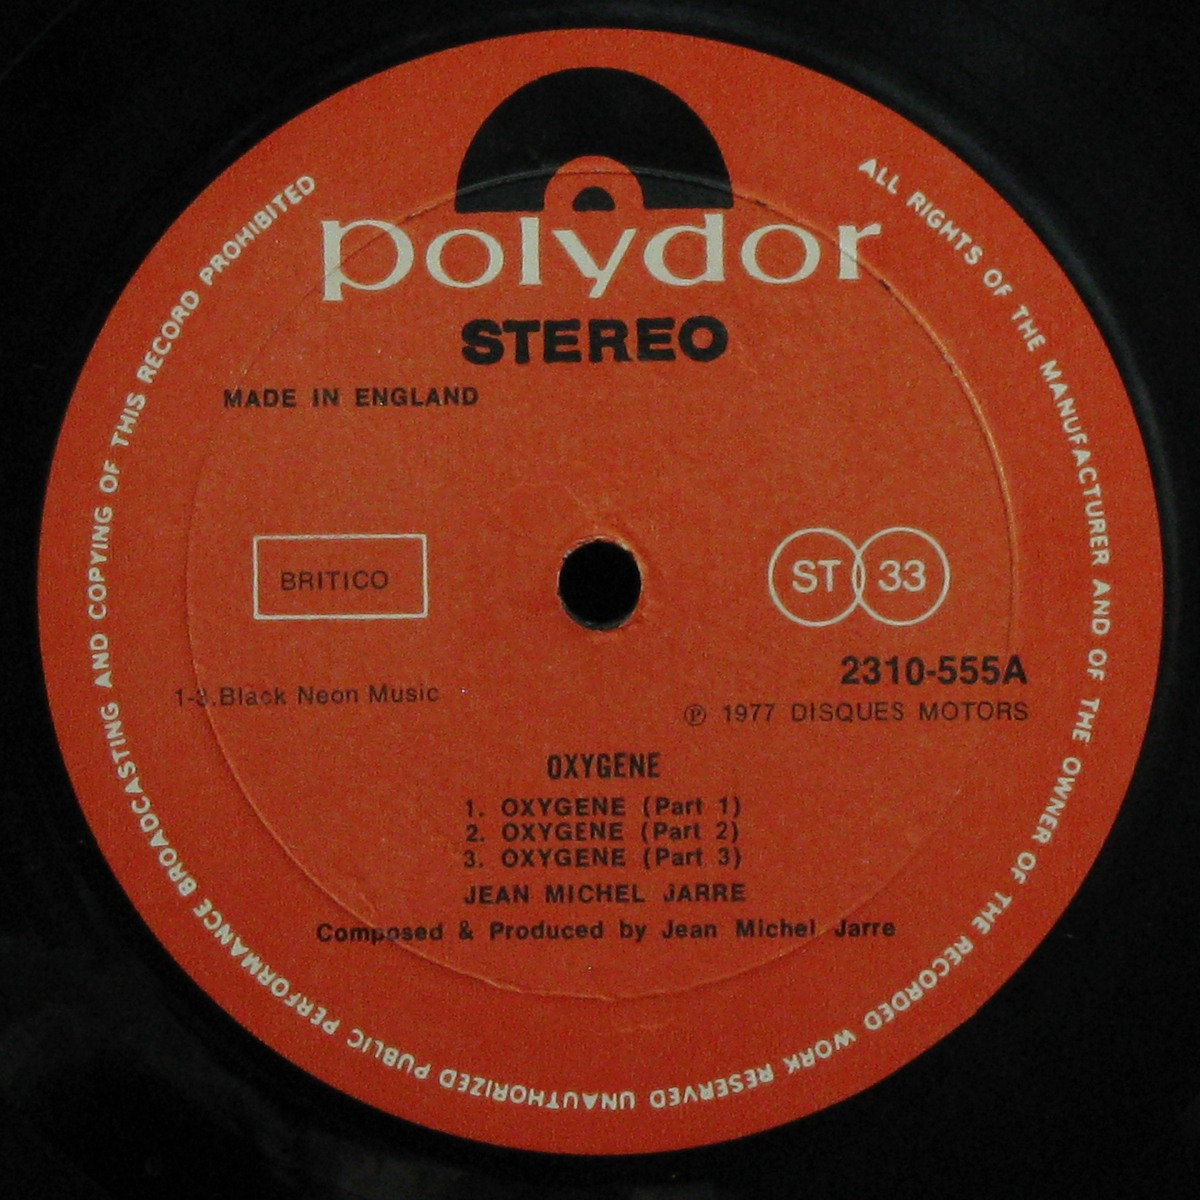 polydor
STEREO
MADE IN ENGLAND
BRITICO
ST 33
2310-555A
1-3.Black Neon Music
℗ 1977 DISQUES MOTORS
OXYGENE
1. OXYGENE (Part 1)
2. OXYGENE (Part 2)
3. OXYGENE (Part 3)
JEAN MICHEL JARRE
Composed & Produced by Jean Michel Jarre
ALL RIGHTS OF THE MANUFACTURER AND OF THE OWNER OF THE RECORDED WORK RESERVED UNAUTHORIZED PUBLIC PERFORMANCE BROADCASTING AND COPYING OF THIS RECORD PROHIBITED